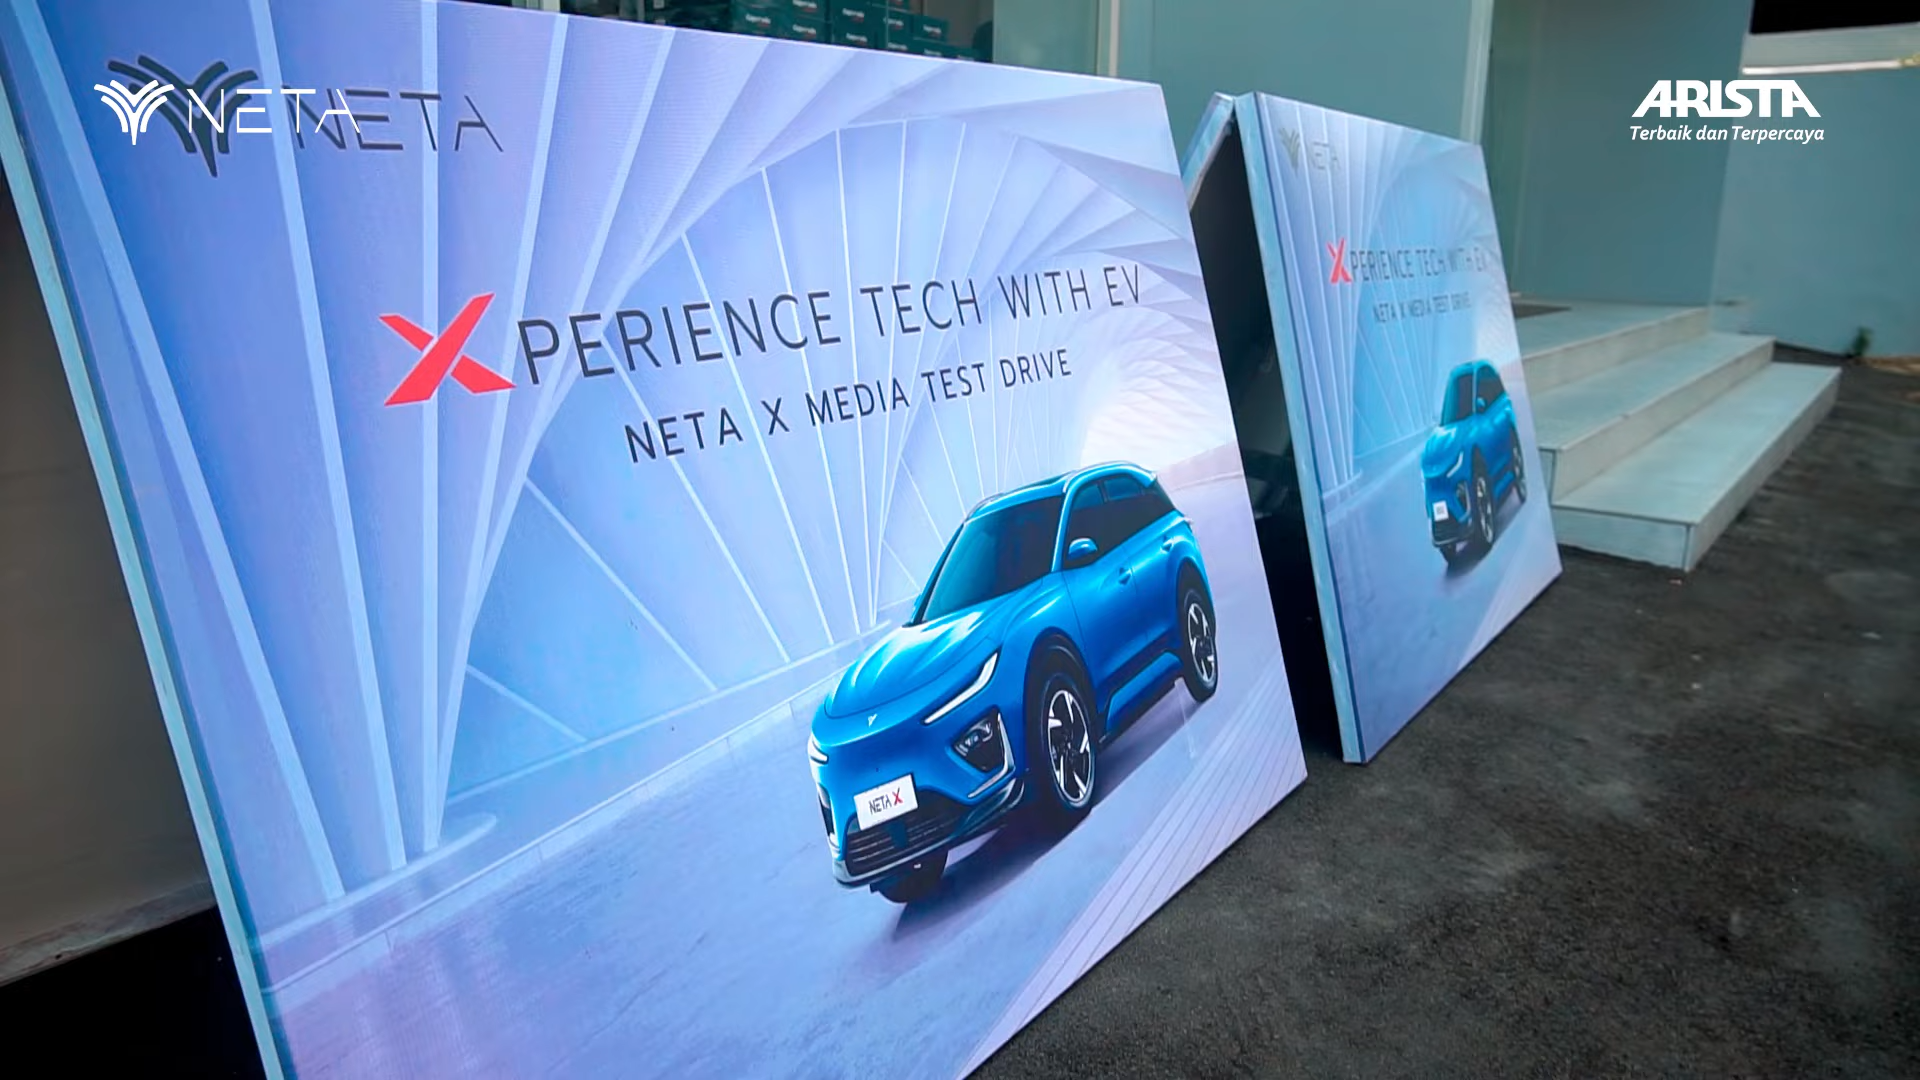 NETA
NETA
XPERIENCE TECH WITH EV
NETA X MEDIA TEST DRIVE
NETA X
NETA
XPERIENCE TECH WITH EV
NETA X MEDIA TEST DRIVE
ARISTA
Terbaik dan Terpercaya